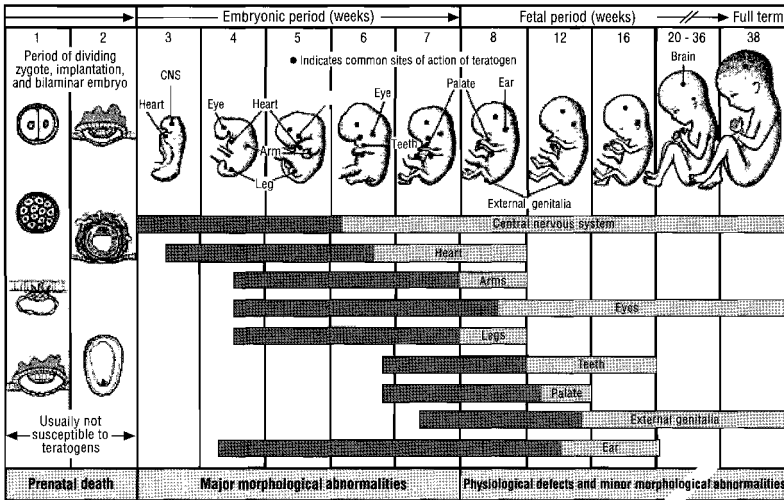 Embryonic period (weeks)
Fetal period (weeks)
Full term
1
2
3
4
5
6
7
8
12
16
20 - 36
38
Period of dividing
zygote, implantation,
and bilaminar embryo
● Indicates common sites of action of teratogen
CNS
Heart
Eye
Heart
Arm
Leg
Eye
Teeth
Palate
Ear
Brain
External genitalia
Central nervous system
Heart
Arms
Eyes
Legs
Teeth
Palate
External genitalia
Ear
Usually not
susceptible to
teratogens
Prenatal death
Major morphological abnormalities
Physiological defects and minor morphological abnormalities